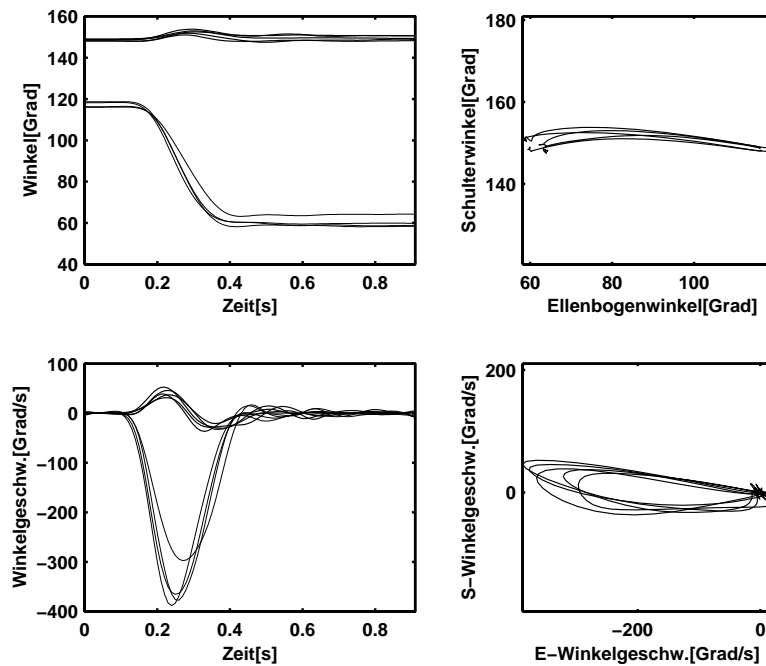 160
140
120
100
80
60
40
Winkel[Grad]
0 0.2 0.4 0.6 0.8
Zeit[s]
180
160
140
Schulterwinkel[Grad]
60 80 100
Ellenbogenwinkel[Grad]
100
0
−100
−200
−300
−400
Winkelgeschw.[Grad/s]
0 0.2 0.4 0.6 0.8
Zeit[s]
200
0
S−Winkelgeschw.[Grad/s]
−200 0
E−Winkelgeschw.[Grad/s]